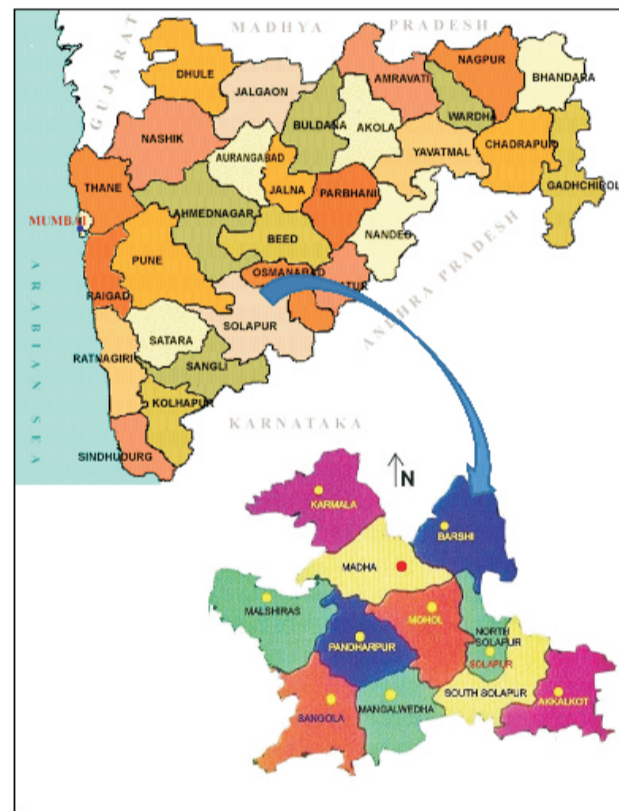 MADHYA PRADESH
GUJARAT
DHULE
JALGAON
AMRAVATI
NAGPUR
BHANDARA
NASHIK
BULDANA
AKOLA
WARDHA
AURANGABAD
YAVATMAL
CHADRAPUR
THANE
JALNA
PARBHANI
GADHCHIROL
AHMEDNAGAR
MUMBAI
BEED
NANDED
PUNE
OSMANABAD
TUR
RAIGAD
ANDHRA PRADESH
SOLAPUR
SATARA
RATNAGIRI
SANGLI
KOLHAPUR
ARABIAN SEA
KARNATAKA
SINDHUDURG
N
KARMALA
BARSHI
MADHA
MALSHIRAS
MOHOL
NORTH
SOLAPUR
PANDHARPUR
SOLAPUR
SOUTH SOLAPUR
AKKALKOT
SANGOLA
MANGALWEDHA